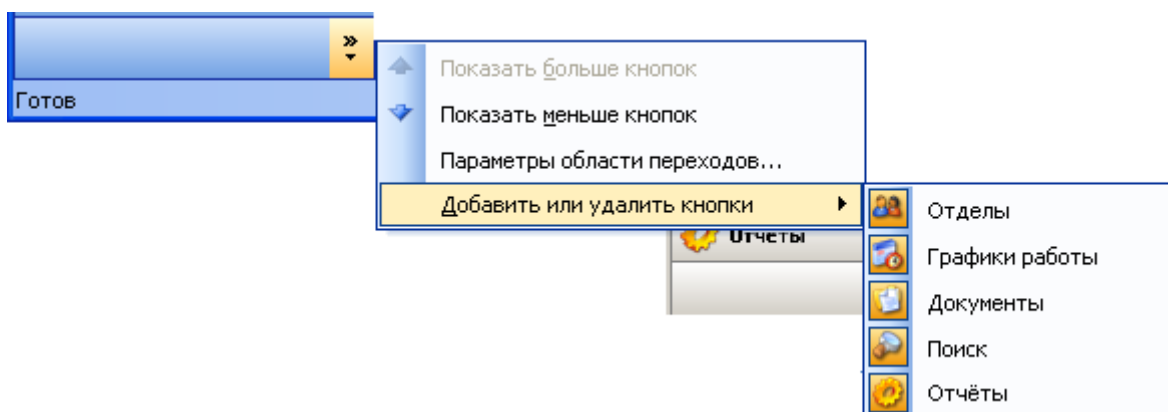 Готов
Показать больше кнопок
Показать меньше кнопок
Параметры области переходов...
Добавить или удалить кнопки
Отчёты
Отделы
Графики работы
Документы
Поиск
Отчёты